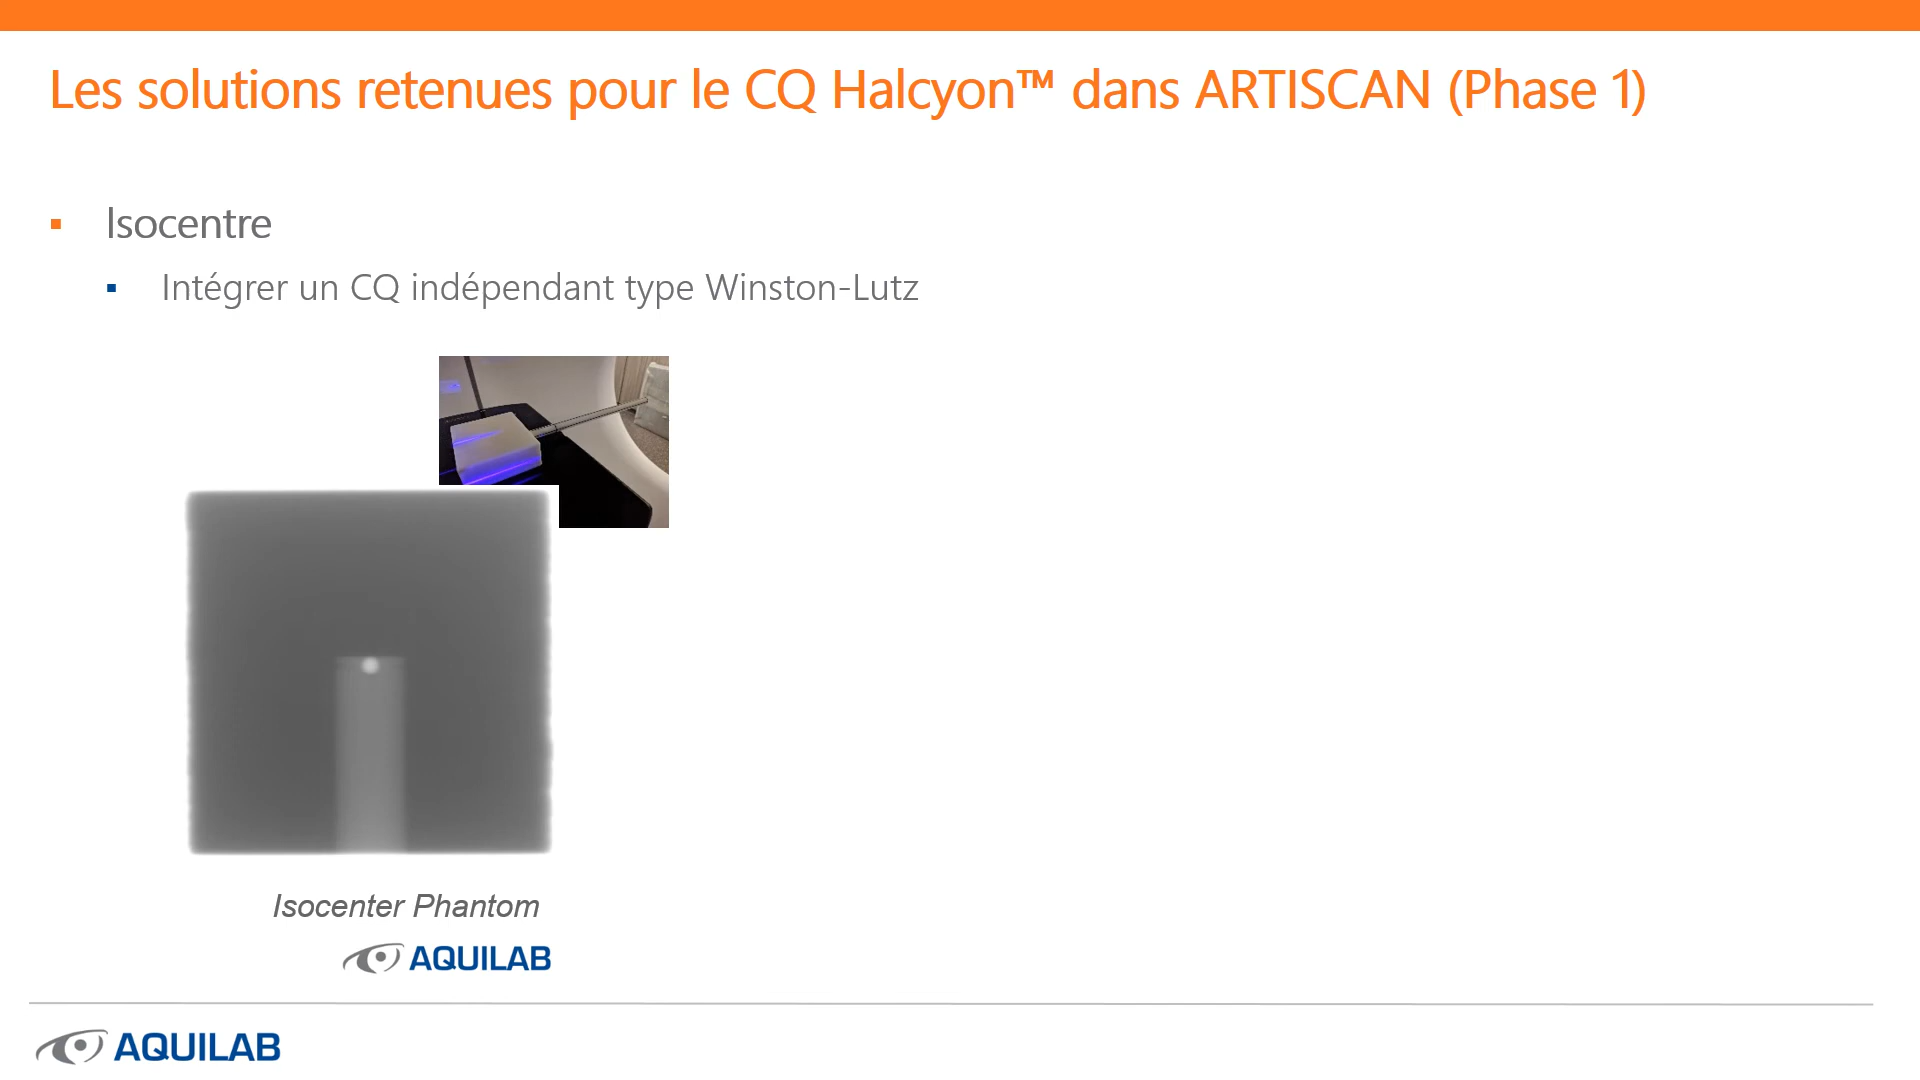 Les solutions retenues pour le CQ Halcyon™ dans ARTISCAN (Phase 1)
Isocentre
Intégrer un CQ indépendant type Winston-Lutz
Isocenter Phantom
AQUILAB
AQUILAB